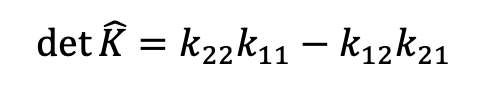 det K̂ = k₂₂k₁₁ − k₁₂k₂₁